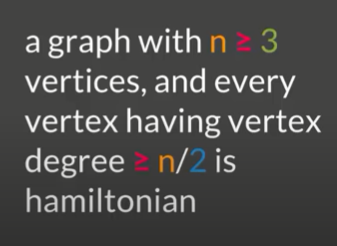 a graph with n ≥ 3
vertices, and every
vertex having vertex
degree ≥ n/2 is
hamiltonian